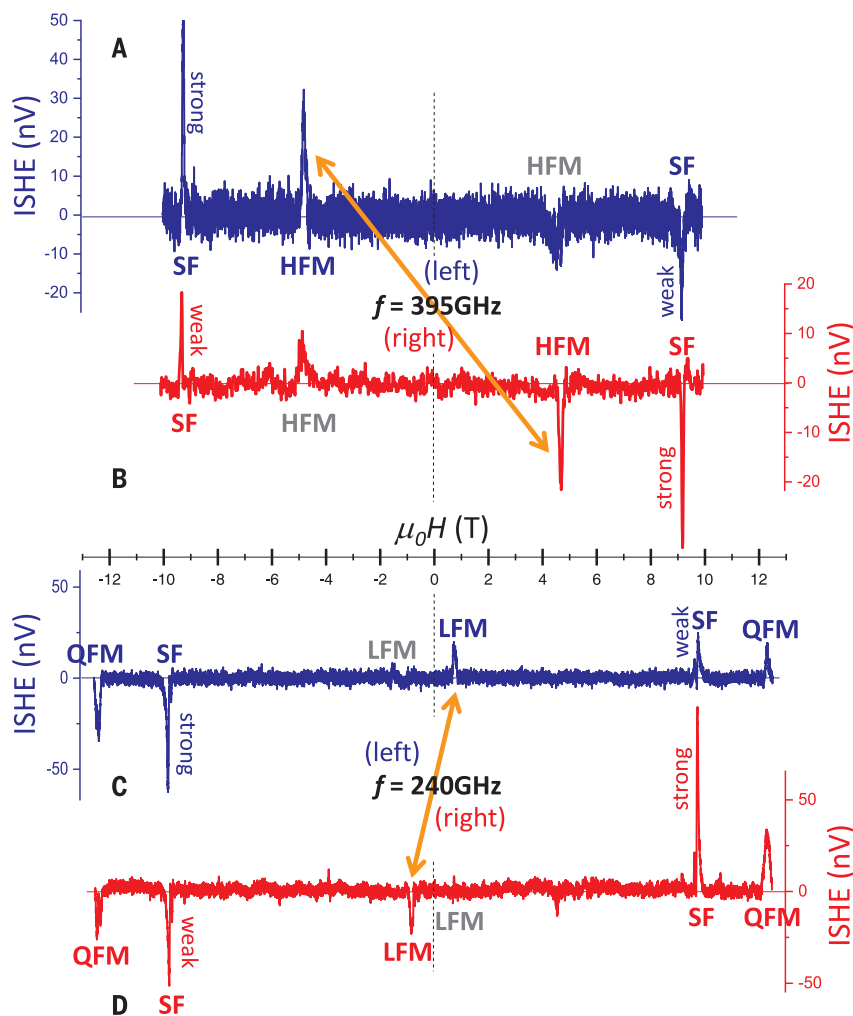 A
ISHE (nV)
50
40
30
20
10
0
-10
-20
strong
HFM
SF
SF
HFM
(left)
weak
f = 395GHz
(right)
weak
HFM
SF
SF
HFM
20
10
0
-10
-20
ISHE (nV)
strong
B
μ0H (T)
-12 -10 -8 -6 -4 -2 0 2 4 6 8 10 12
ISHE (nV)
50
0
-50
QFM
SF
LFM
LFM
weak
SF
QFM
strong
(left)
C
f = 240GHz
(right)
strong
50
0
-50
ISHE (nV)
QFM
weak
LFM
LFM
SF
QFM
D
SF